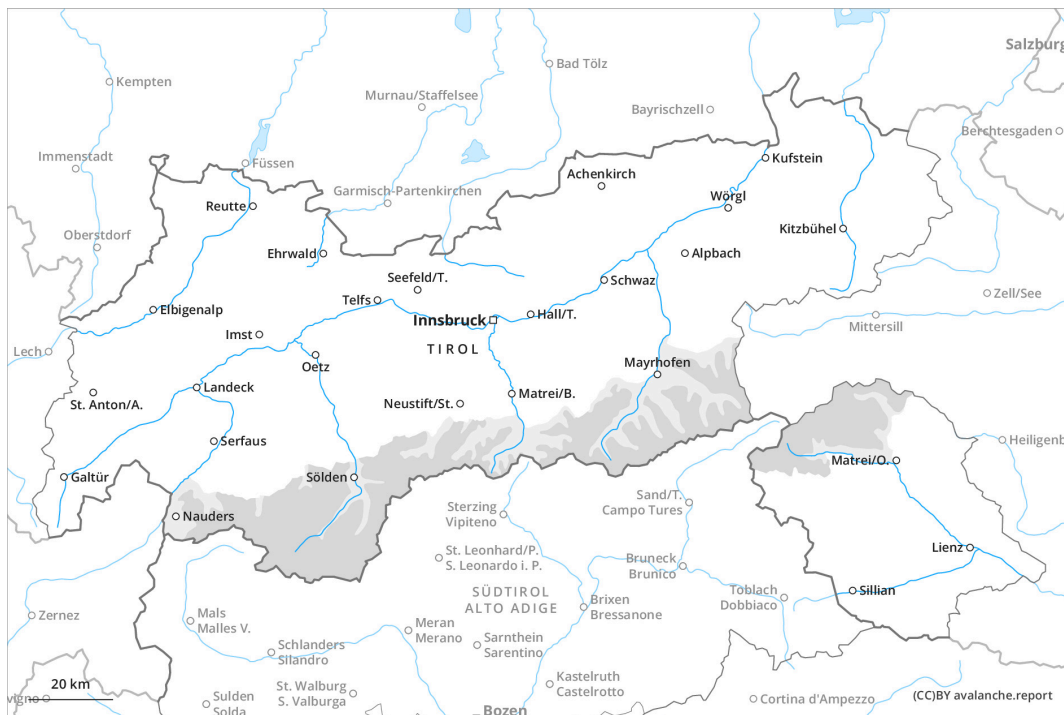 Salzburg
Bad Tölz
Kempten
Murnau/Staffelsee
Bayrischzell
Berchtesgaden
Immenstadt
Füssen
Kufstein
Achenkirch
Garmisch-Partenkirchen
Wörgl
Reutte
Kitzbühel
Oberstdorf
Ehrwald
Alpbach
Seefeld/T.
Schwaz
Zell/See
Telfs
Elbigenalp
Innsbruck
Hall/T.
Mittersill
Imst
TIROL
Lech
Oetz
Mayrhofen
Landeck
Matrei/B.
St. Anton/A.
Neustift/St.
Serfaus
Heiligenb
Matrei/O.
Galtür
Sölden
Sand/T.
Campo Tures
Sterzing
Vipiteno
Nauders
Lienz
St. Leonhard/P.
S. Leonardo i. P.
Bruneck
Brunico
SÜDTIROL
ALTO ADIGE
Toblach
Dobbiaco
Sillian
Brixen
Bressanone
Zernez
Mals
Malles V.
Meran
Merano
Sarnthein
Sarentino
Schlanders
Silandro
Kastelruth
Castelrotto
20 km
St. Walburg
S. Valburga
vigno
Sulden
Solda
Cortina d'Ampezzo
(CC)BY avalanche.report
Bozen